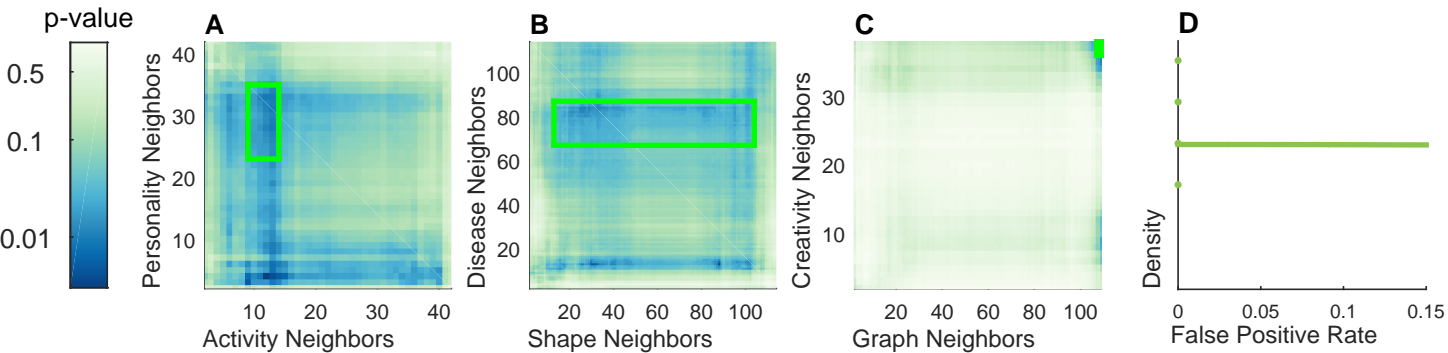 p-value
0.5
0.1
0.01
A
Personality Neighbors
40
30
20
10
10 20 30 40
Activity Neighbors
B
Disease Neighbors
100
80
60
40
20
20 40 60 80 100
Shape Neighbors
C
Creativity Neighbors
30
20
10
20 40 60 80 100
Graph Neighbors
D
Density
0 0.05 0.1 0.15
False Positive Rate